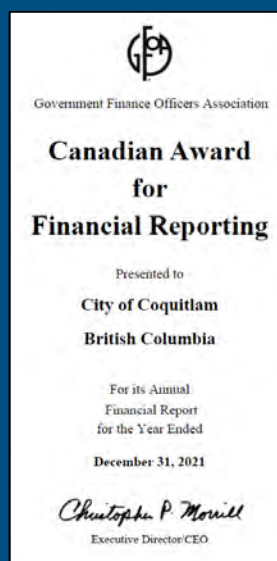 GFOA
Government Finance Officers Association
Canadian Award
for
Financial Reporting
Presented to
City of Coquitlam
British Columbia
For its Annual
Financial Report
for the Year Ended
December 31, 2021
Christopher P. Morrill
Executive Director/CEO